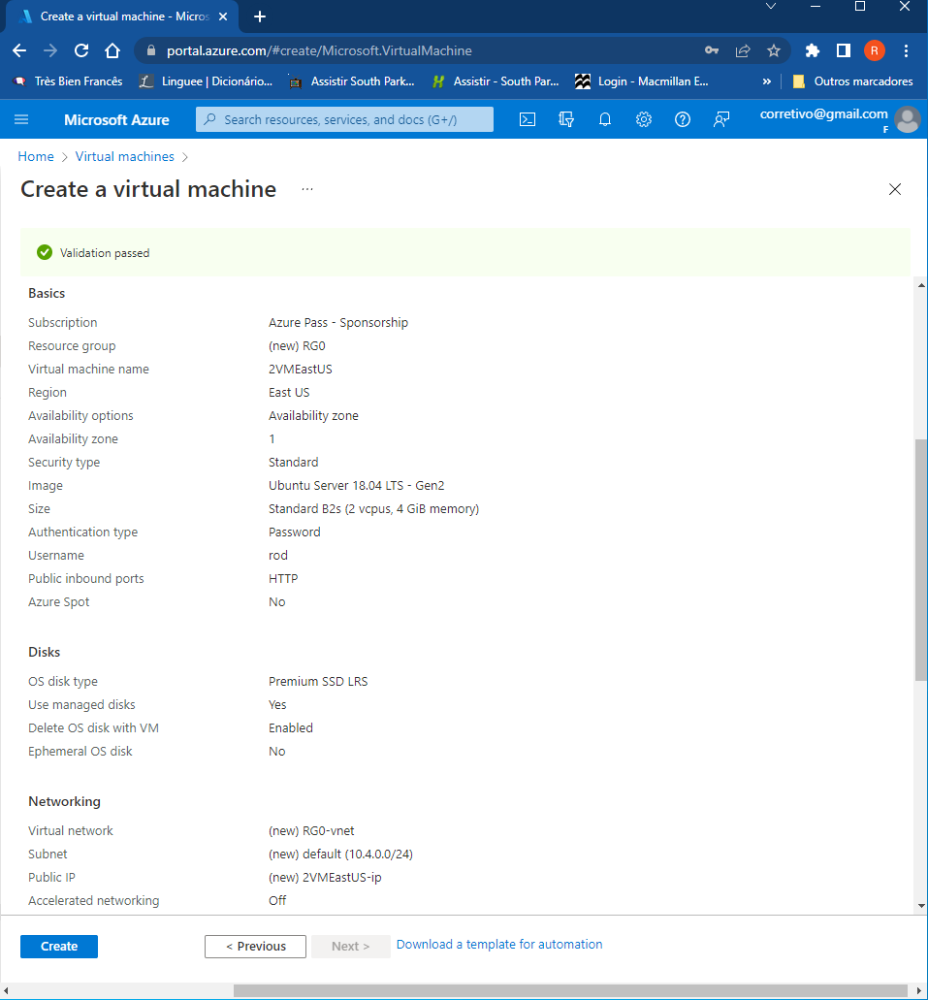 Create a virtual machine - Micros
portal.azure.com/#create/Microsoft.VirtualMachine
R
Très Bien Francês
Linguee | Dicionário...
Assistir South Park...
Assistir - South Par...
Login - Macmillan E...
»
Outros marcadores
Microsoft Azure
Search resources, services, and docs (G+/)
corretivo@gmail.com
F
Home > Virtual machines >
Create a virtual machine ...
Validation passed
Basics
Subscription Azure Pass - Sponsorship
Resource group (new) RG0
Virtual machine name 2VMEastUS
Region East US
Availability options Availability zone
Availability zone 1
Security type Standard
Image Ubuntu Server 18.04 LTS - Gen2
Size Standard B2s (2 vcpus, 4 GiB memory)
Authentication type Password
Username rod
Public inbound ports HTTP
Azure Spot No
Disks
OS disk type Premium SSD LRS
Use managed disks Yes
Delete OS disk with VM Enabled
Ephemeral OS disk No
Networking
Virtual network (new) RG0-vnet
Subnet (new) default (10.4.0.0/24)
Public IP (new) 2VMEastUS-ip
Accelerated networking Off
Create
< Previous
Next >
Download a template for automation